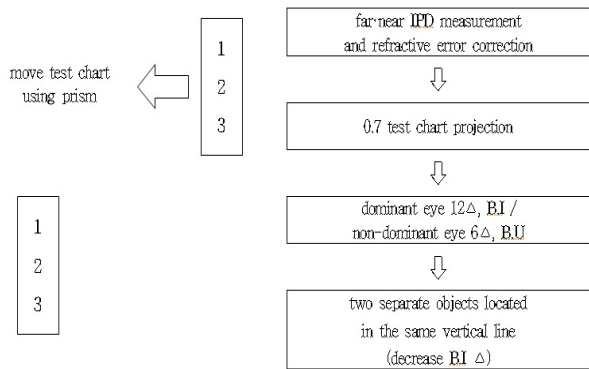 move test chart
using prism
1
2
3
1
2
3
far·near IPD measurement
and refractive error correction
0.7 test chart projection
dominant eye 12△, B.I /
non-dominant eye 6△, B.U
two separate objects located
in the same vertical line
(decrease B.I △)